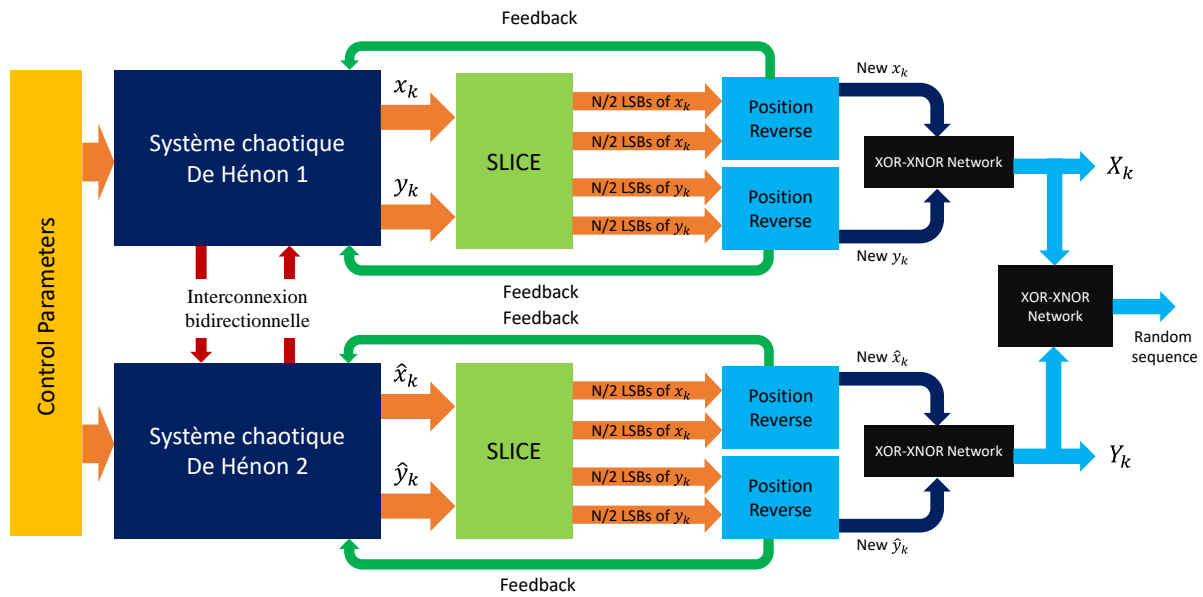 Feedback
Control Parameters
Système chaotique
De Hénon 1
x_k
y_k
SLICE
N/2 LSBs of x_k
N/2 LSBs of x_k
N/2 LSBs of y_k
N/2 LSBs of y_k
Position
Reverse
Position
Reverse
New x_k
New y_k
XOR-XNOR Network
X_k
Feedback
Interconnexion
bidirectionnelle
XOR-XNOR
Network
Random
sequence
Feedback
Système chaotique
De Hénon 2
x̂_k
ŷ_k
SLICE
N/2 LSBs of x_k
N/2 LSBs of x_k
N/2 LSBs of y_k
N/2 LSBs of y_k
Position
Reverse
Position
Reverse
New x̂_k
New ŷ_k
XOR-XNOR Network
Y_k
Feedback